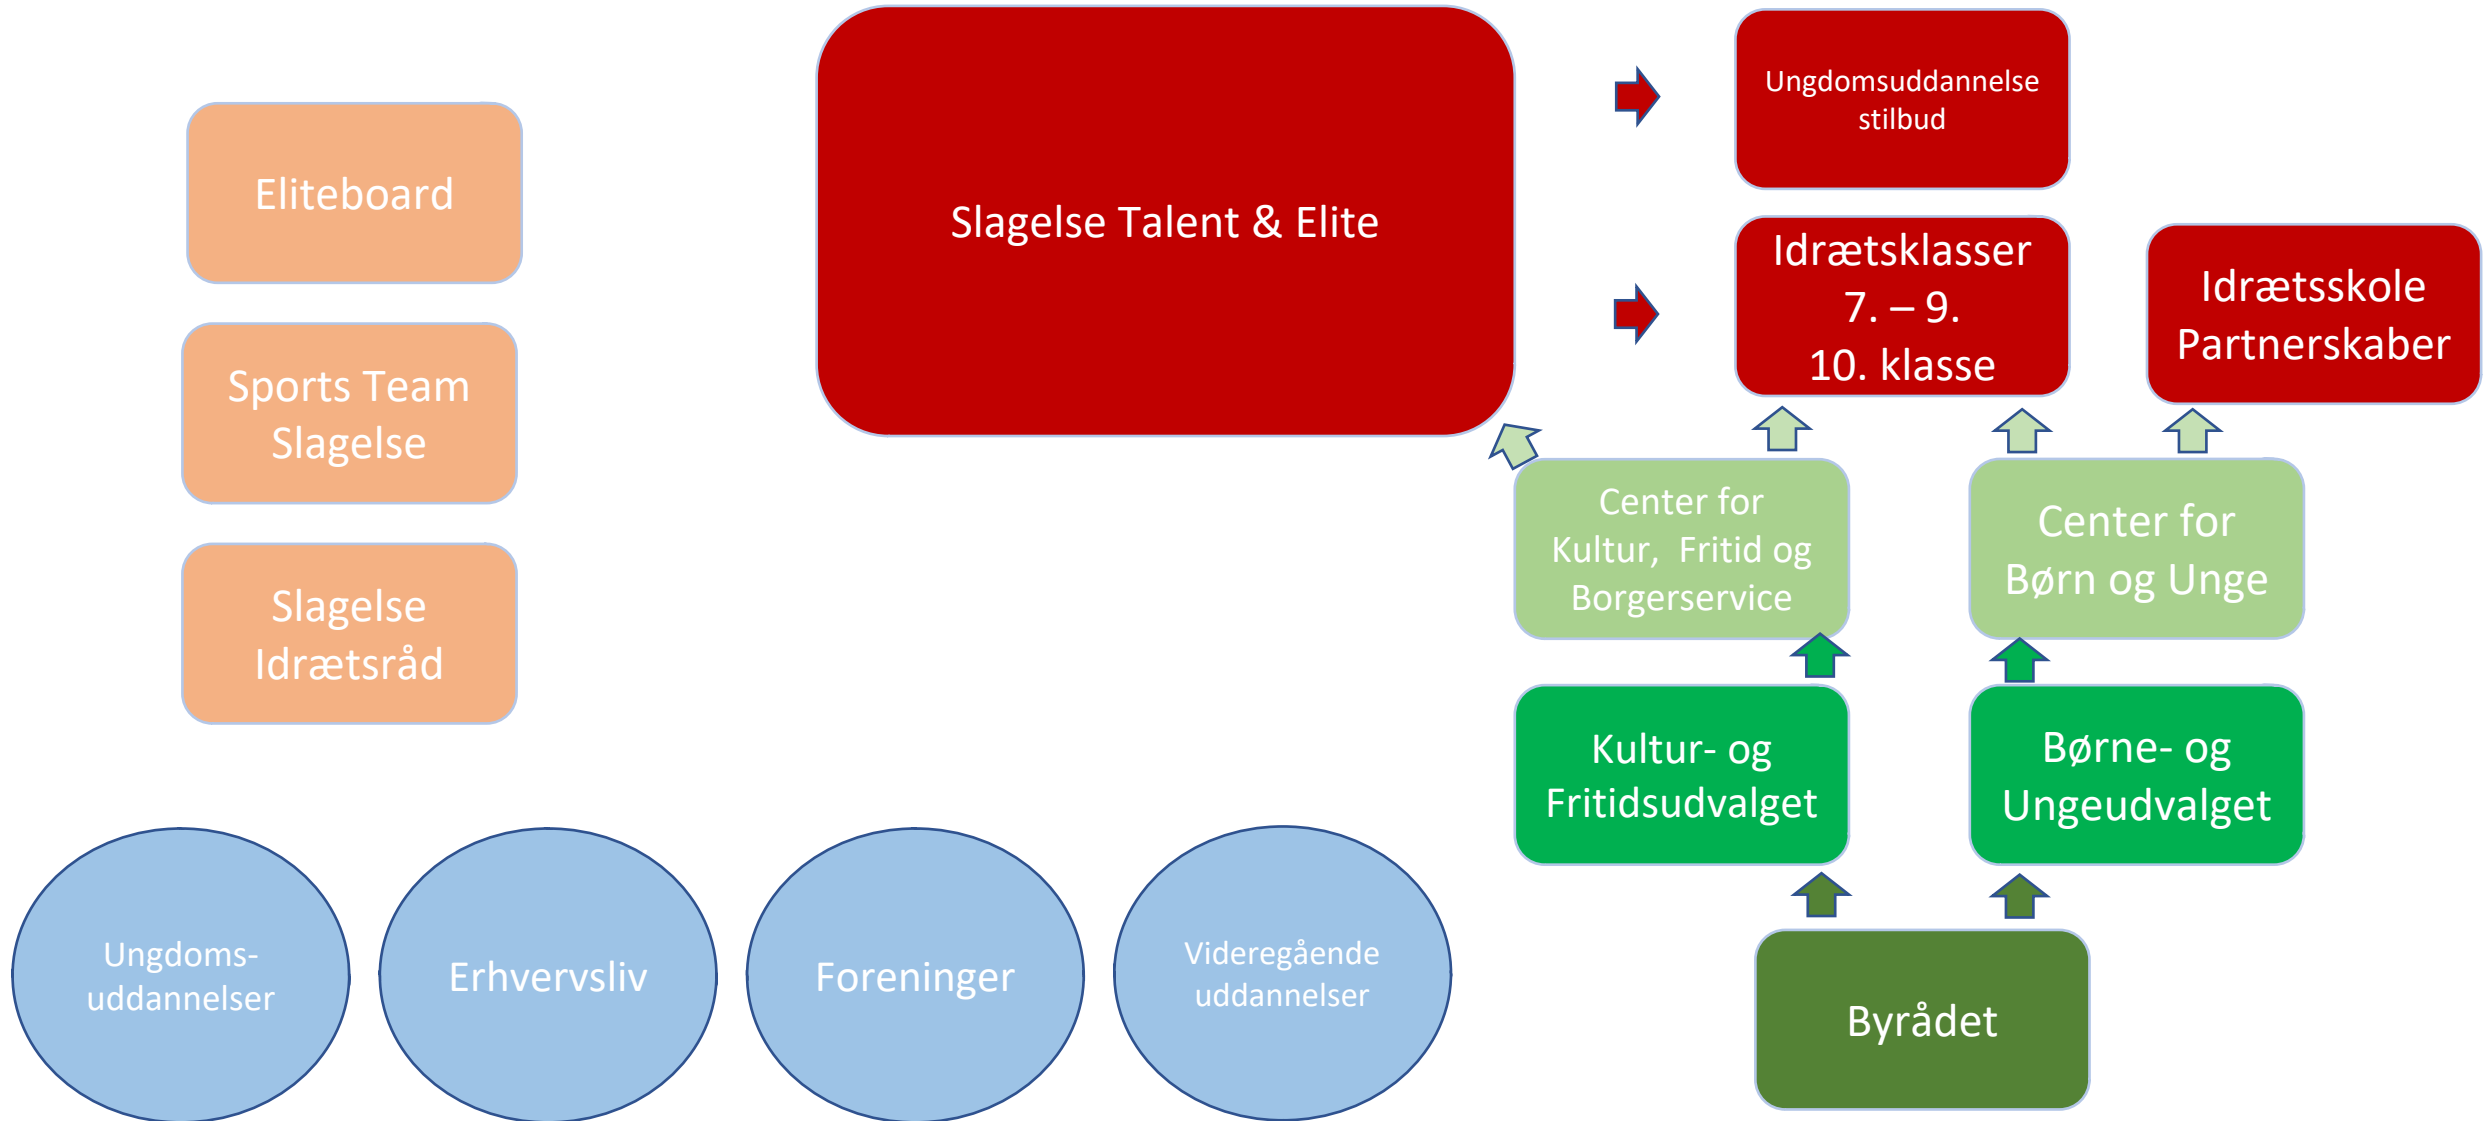 Eliteboard
Sports Team
Slagelse
Slagelse
Idrætsråd
Slagelse Talent & Elite
Ungdomsuddannelse
stilbud
Idrætsklasser
7. – 9.
10. klasse
Idrætsskole
Partnerskaber
Center for
Kultur, Fritid og
Borgerservice
Center for
Børn og Unge
Kultur- og
Fritidsudvalget
Børne- og
Ungeudvalget
Byrådet
Ungdoms-
uddannelser
Erhvervsliv
Foreninger
Videregående
uddannelser